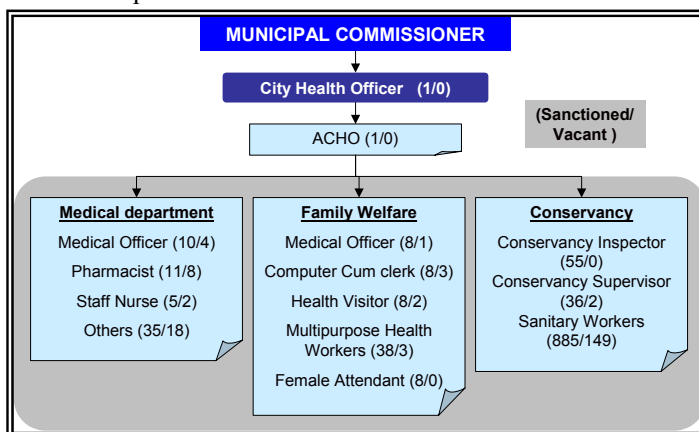 MUNICIPAL COMMISSIONER
City Health Officer (1/0)
ACHO (1/0)
(Sanctioned/
Vacant )
Medical department
Medical Officer (10/4)
Pharmacist (11/8)
Staff Nurse (5/2)
Others (35/18)
Family Welfare
Medical Officer (8/1)
Computer Cum clerk (8/3)
Health Visitor (8/2)
Multipurpose Health
Workers (38/3)
Female Attendant (8/0)
Conservancy
Conservancy Inspector
(55/0)
Conservancy Supervisor
(36/2)
Sanitary Workers
(885/149)